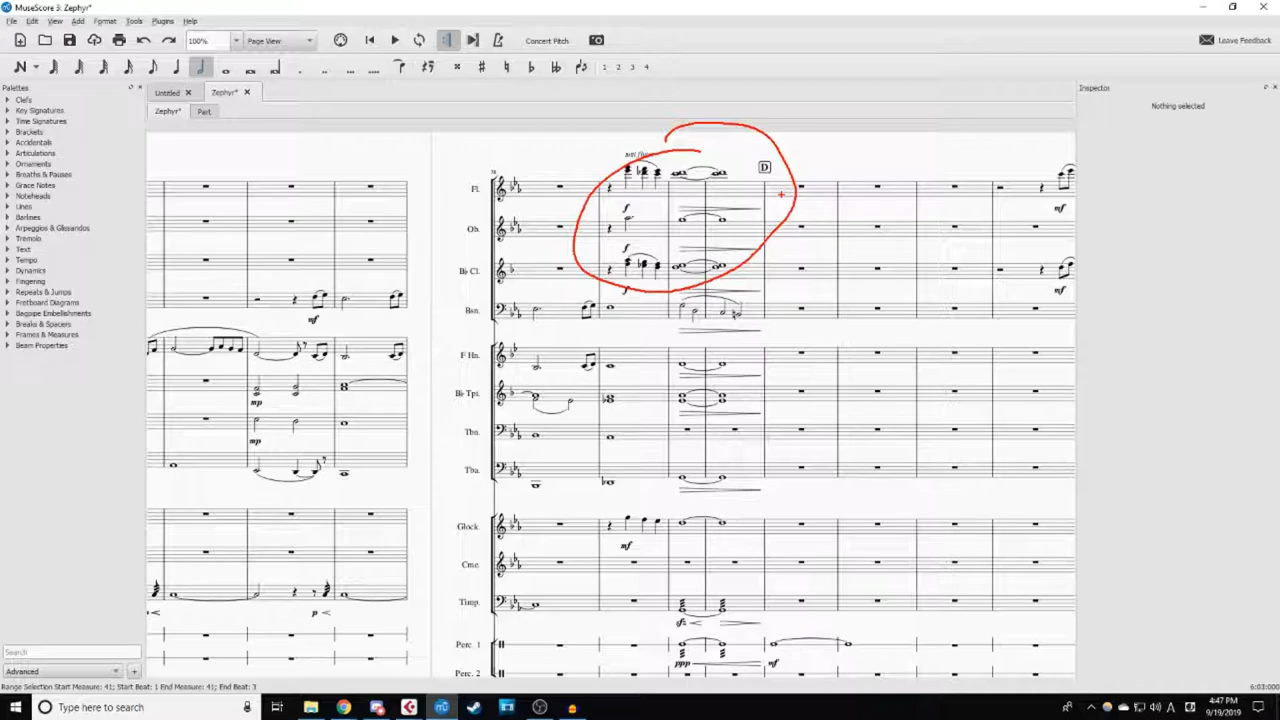 MuseScore 3: Zephyr*
File Edit View Add Format Tools Plugins Help
100% Page View Concert Pitch Leave Feedback
1 2 3 4
Palettes
Untitled Zephyr*
Inspector
Zephyr* Part
Nothing selected
Clefs
Key Signatures
Time Signatures
Brackets
Accidentals
Articulations
Ornaments
Breaths & Pauses
Grace Notes
Noteheads
Lines
Barlines
Arpeggios & Glissandos
Tremolo
Text
Tempo
Dynamics
Fingering
Repeats & Jumps
Fretboard Diagrams
Bagpipe Embellishments
Breaks & Spacers
Frames & Measures
Beam Properties
D
Fl.
f
mf
Ob.
f
B♭ Cl.
f
mf
Bsn.
mf
F Hn.
B♭ Tpt.
mp
Tbn.
mp
Tba.
Glock.
mf
Cme.
Timp.
p
Perc. 1
ppp
mf
Perc. 2
Search
Advanced
Range Selection Start Measure: 41; Start Beat: 1 End Measure: 41; End Beat: 3
6:03:000
Type here to search
4:47 PM
9/19/2019